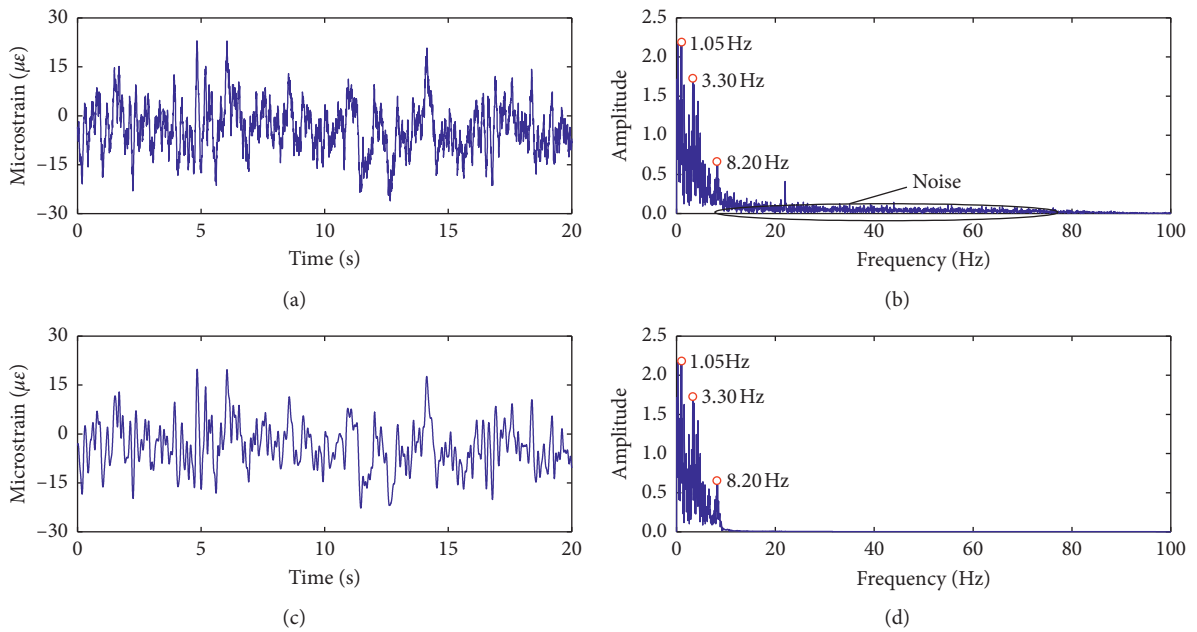 Microstrain (με)
30
15
0
−15
−30
0
5
10
15
20
Time (s)
(a)
Amplitude
2.5
2.0
1.5
1.0
0.5
0.0
1.05 Hz
3.30 Hz
8.20 Hz
Noise
0
20
40
60
80
100
Frequency (Hz)
(b)
Microstrain (με)
30
15
0
−15
−30
0
5
10
15
20
Time (s)
(c)
Amplitude
2.5
2.0
1.5
1.0
0.5
0.0
1.05Hz
3.30 Hz
8.20 Hz
0
20
40
60
80
100
Frequency (Hz)
(d)